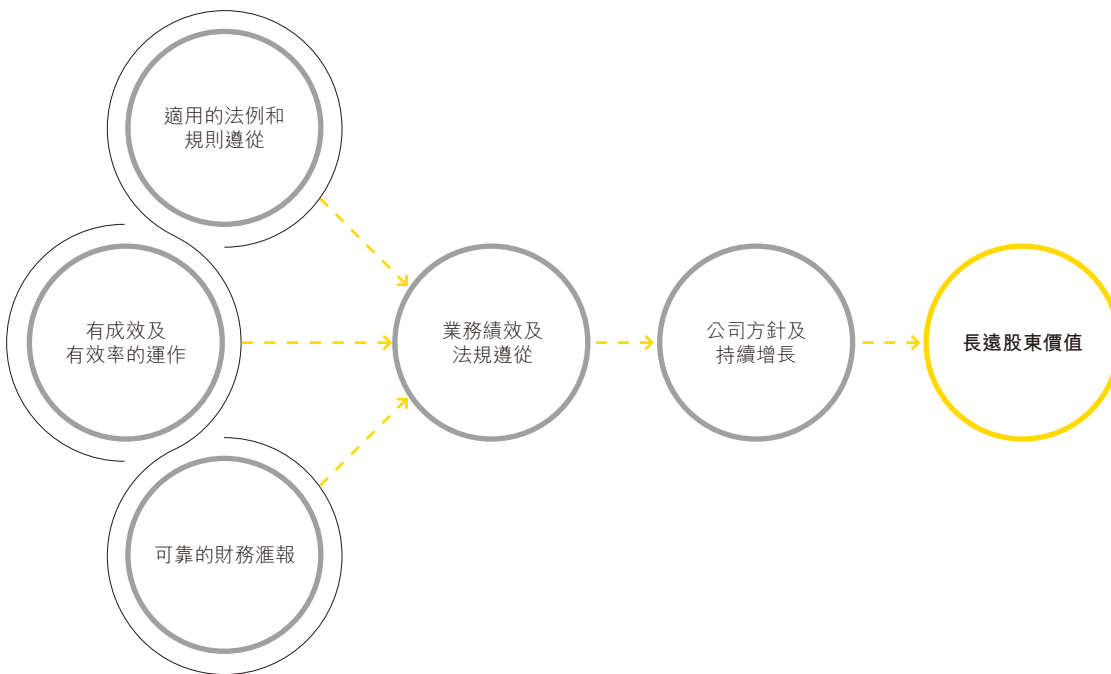 適用的法例和
規則遵從
有成效及
有效率的運作
可靠的財務滙報
業務績效及
法規遵從
公司方針及
持續增長
長遠股東價值